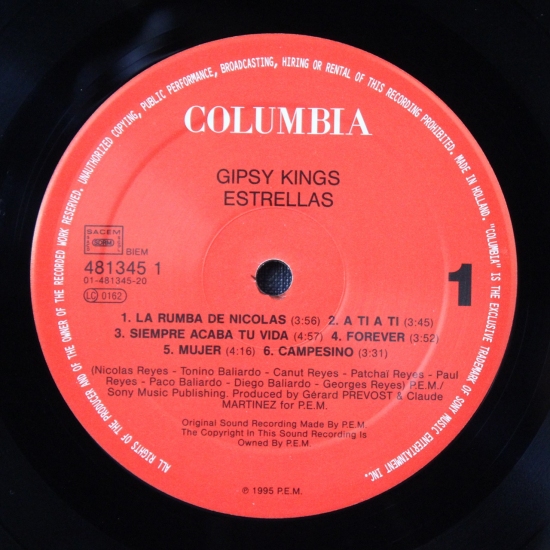 ALL RIGHTS OF THE PRODUCER AND OF THE OWNER OF THE RECORDED WORK RESERVED. UNAUTHORIZED COPYING, PUBLIC PERFORMANCE, BROADCASTING, HIRING OR RENTAL OF THIS RECORDING PROHIBITED. MADE IN HOLLAND. "COLUMBIA" IS THE EXCLUSIVE TRADEMARK OF SONY MUSIC ENTERTAINMENT INC.
COLUMBIA
GIPSY KINGS
ESTRELLAS
SACEM
BIEM
481345 1
01-481345-20
LC 0162
1
1. LA RUMBA DE NICOLAS (3:56) 2. A TI A TI (3:45)
3. SIEMPRE ACABA TU VIDA (4:57) 4. FOREVER (3:52)
5. MUJER (4:16) 6. CAMPESINO (3:31)
(Nicolas Reyes - Tonino Baliardo - Canut Reyes - Patchaï Reyes - Paul
Reyes - Paco Baliardo - Diego Baliardo - Georges Reyes) P.E.M./
Sony Music Publishing. Produced by Gérard PREVOST & Claude
MARTINEZ for P.E.M.
Original Sound Recording Made By P.E.M.
The Copyright In This Sound Recording Is
Owned By P.E.M.
℗ 1995 P.E.M.